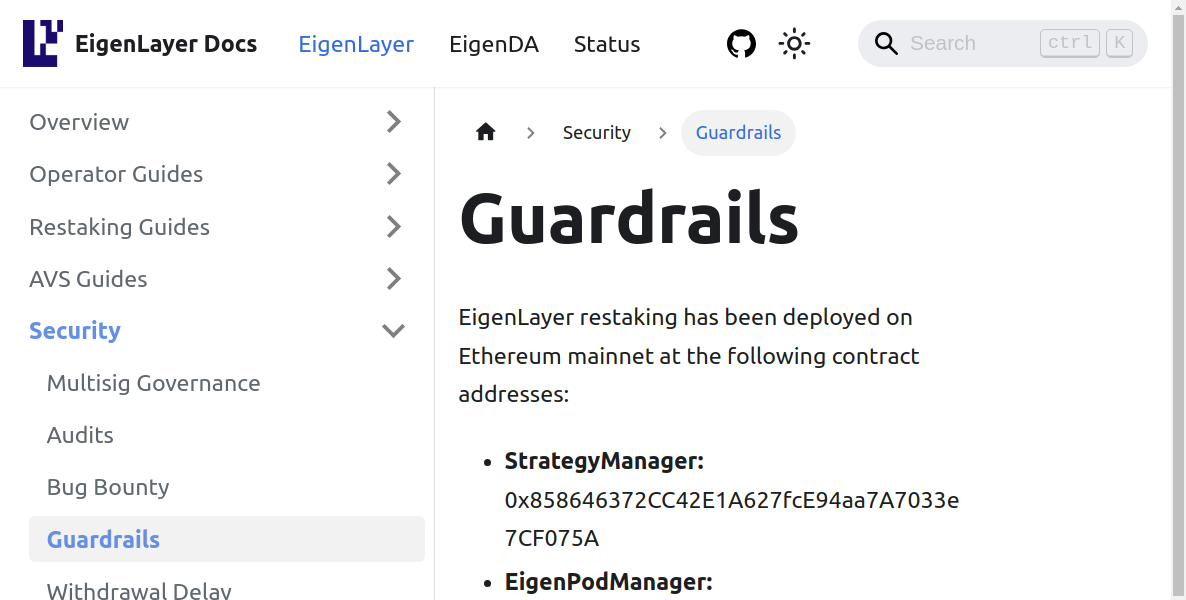 EigenLayer Docs
EigenLayer
EigenDA
Status
Search
ctrl
K
Overview
Operator Guides
Restaking Guides
AVS Guides
Security
Multisig Governance
Audits
Bug Bounty
Guardrails
Withdrawal Delay
Security
Guardrails
Guardrails
EigenLayer restaking has been deployed on
Ethereum mainnet at the following contract
addresses:
StrategyManager:
0x858646372CC42E1A627fcE94aa7A7033e
7CF075A
EigenPodManager: